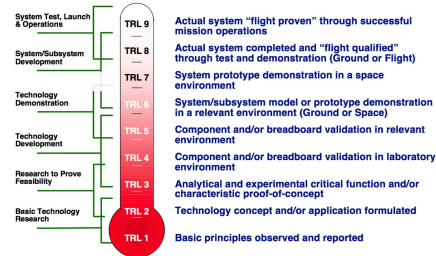 System Test, Launch
& Operations
System/Subsystem
Development
Technology
Demonstration
Technology
Development
Research to Prove
Feasibility
Basic Technology
Research
TRL 9
TRL 8
TRL 7
TRL 6
TRL 5
TRL 4
TRL 3
TRL 2
TRL 1
Actual system “flight proven” through successful
mission operations
Actual system completed and “flight qualified”
through test and demonstration (Ground or Flight)
System prototype demonstration in a space
environment
System/subsystem model or prototype demonstration
in a relevant environment (Ground or Space)
Component and/or breadboard validation in relevant
environment
Component and/or breadboard validation in laboratory
environment
Analytical and experimental critical function and/or
characteristic proof-of-concept
Technology concept and/or application formulated
Basic principles observed and reported